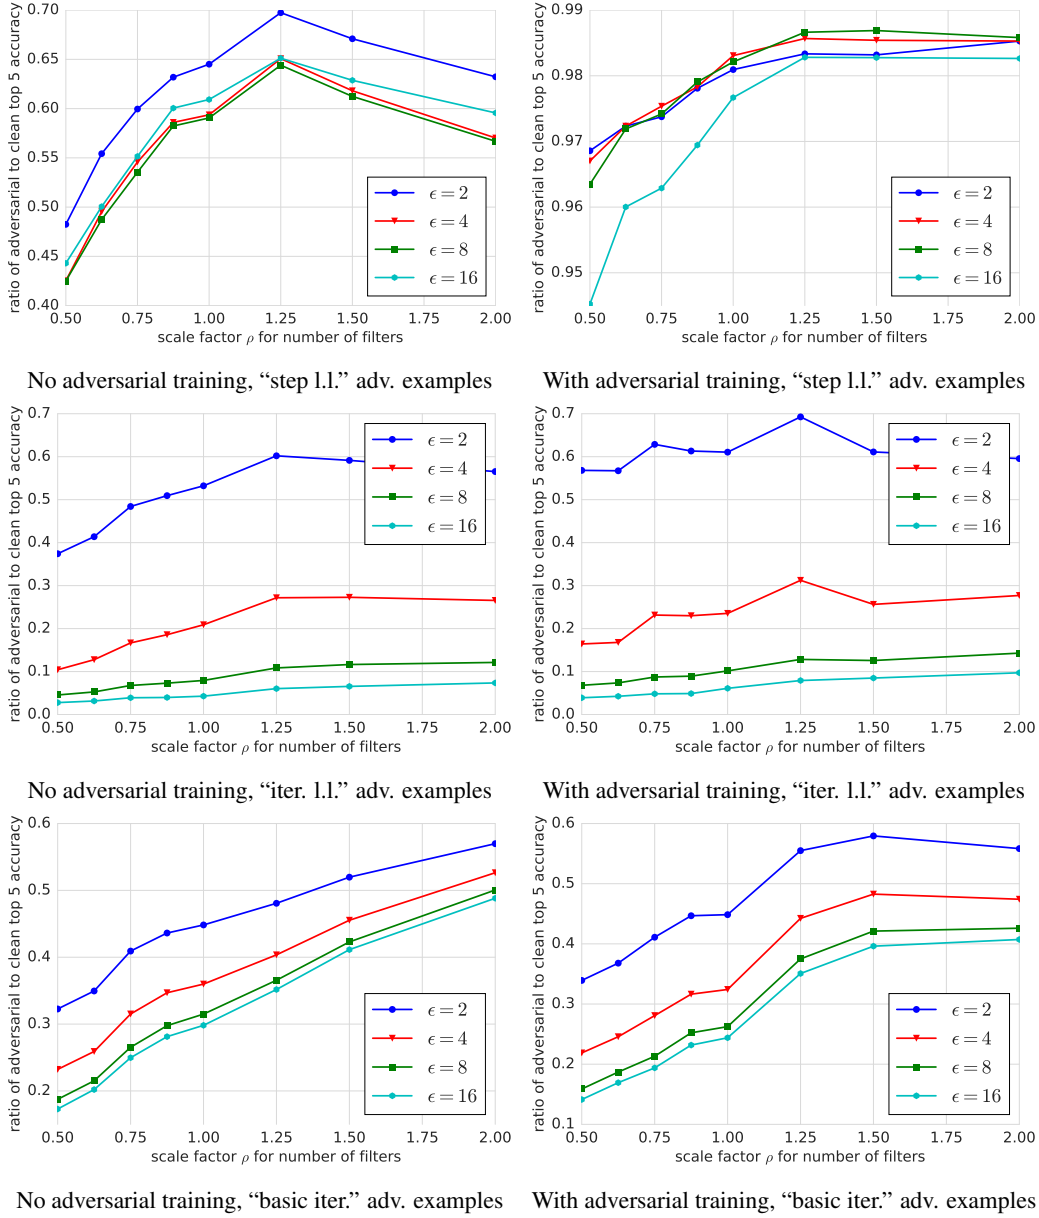 ratio of adversarial to clean top 5 accuracy
0.70
0.65
0.60
0.55
0.50
0.45
0.40
0.50 0.75 1.00 1.25 1.50 1.75 2.00
scale factor ρ for number of filters
ϵ = 2
ϵ = 4
ϵ = 8
ϵ = 16
No adversarial training, “step l.l.” adv. examples
ratio of adversarial to clean top 5 accuracy
0.99
0.98
0.97
0.96
0.95
0.50 0.75 1.00 1.25 1.50 1.75 2.00
scale factor ρ for number of filters
ϵ = 2
ϵ = 4
ϵ = 8
ϵ = 16
With adversarial training, “step l.l.” adv. examples
ratio of adversarial to clean top 5 accuracy
0.7
0.6
0.5
0.4
0.3
0.2
0.1
0.0
0.50 0.75 1.00 1.25 1.50 1.75 2.00
scale factor ρ for number of filters
ϵ = 2
ϵ = 4
ϵ = 8
ϵ = 16
No adversarial training, “iter. l.l.” adv. examples
ratio of adversarial to clean top 5 accuracy
0.7
0.6
0.5
0.4
0.3
0.2
0.1
0.0
0.50 0.75 1.00 1.25 1.50 1.75 2.00
scale factor ρ for number of filters
ϵ = 2
ϵ = 4
ϵ = 8
ϵ = 16
With adversarial training, “iter. l.l.” adv. examples
ratio of adversarial to clean top 5 accuracy
0.6
0.5
0.4
0.3
0.2
0.50 0.75 1.00 1.25 1.50 1.75 2.00
scale factor ρ for number of filters
ϵ = 2
ϵ = 4
ϵ = 8
ϵ = 16
No adversarial training, “basic iter.” adv. examples
ratio of adversarial to clean top 5 accuracy
0.6
0.5
0.4
0.3
0.2
0.1
0.50 0.75 1.00 1.25 1.50 1.75 2.00
scale factor ρ for number of filters
ϵ = 2
ϵ = 4
ϵ = 8
ϵ = 16
With adversarial training, “basic iter.” adv. examples